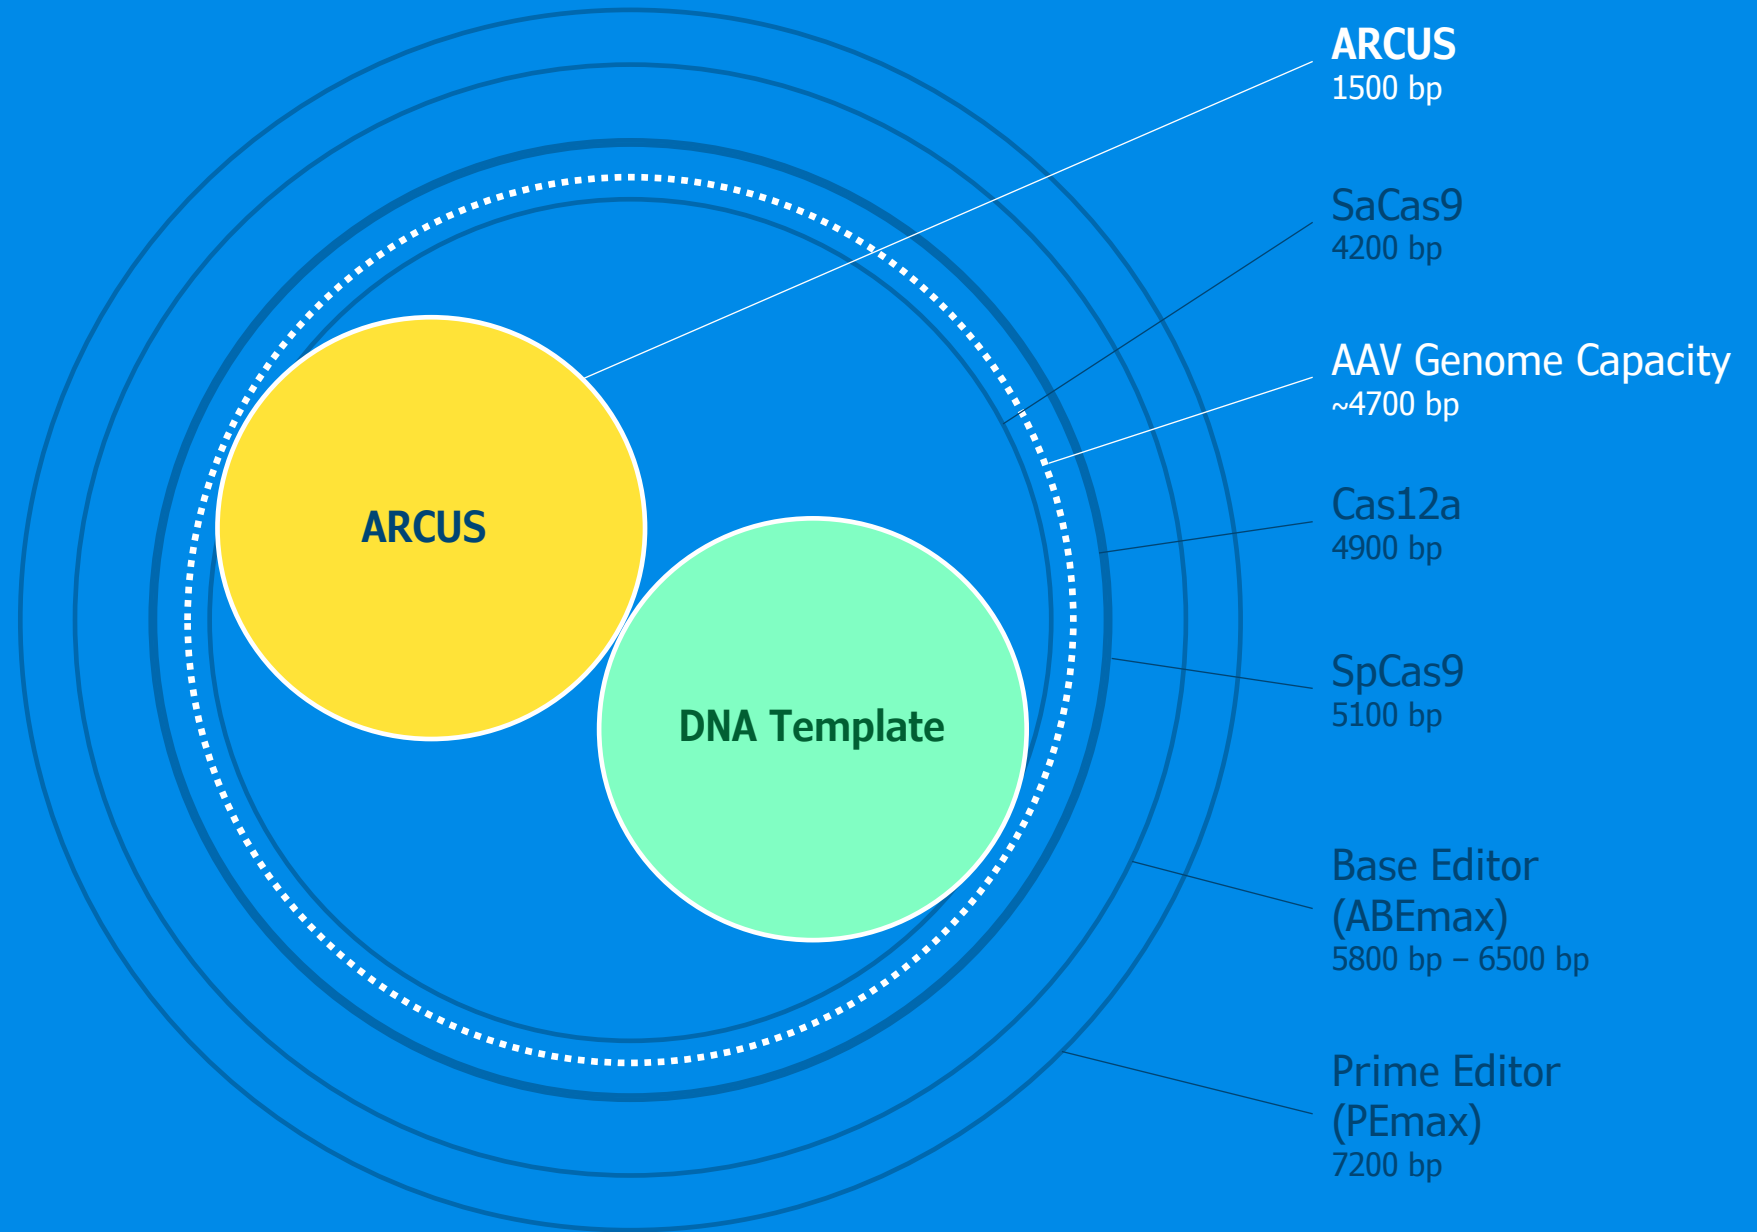 ARCUS
1500 bp
SaCas9
4200 bp
AAV Genome Capacity
~4700 bp
Cas12a
4900 bp
SpCas9
5100 bp
Base Editor
(ABEmax)
5800 bp – 6500 bp
Prime Editor
(PEmax)
7200 bp
ARCUS
DNA Template